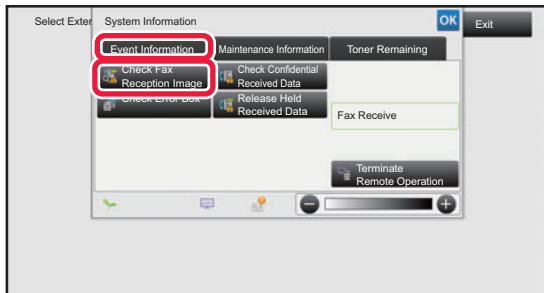 Select Exter
System Information
OK
Exit
Event Information
Maintenance Information
Toner Remaining
Check Fax
Reception Image
Check Confidential
Received Data
Check Error Box
Release Held
Received Data
Fax Receive
Terminate
Remote Operation